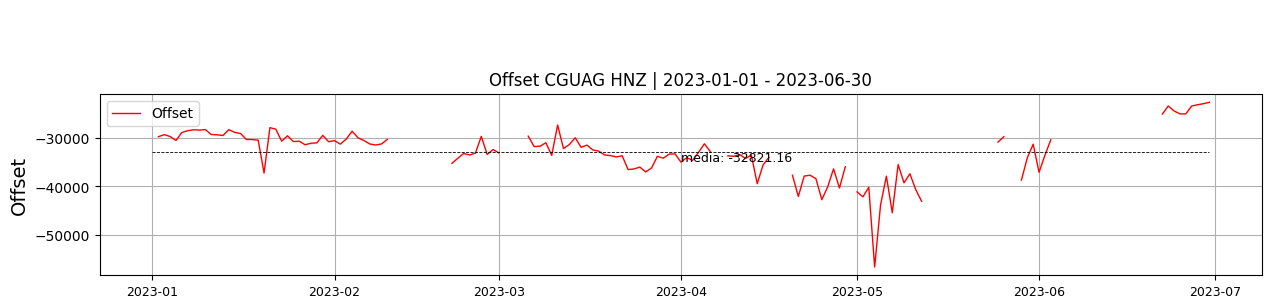 Offset CGUAG HNZ | 2023-01-01 - 2023-06-30
Offset
−30000
−40000
−50000
Offset
média: -32821.16
2023-01
2023-02
2023-03
2023-04
2023-05
2023-06
2023-07